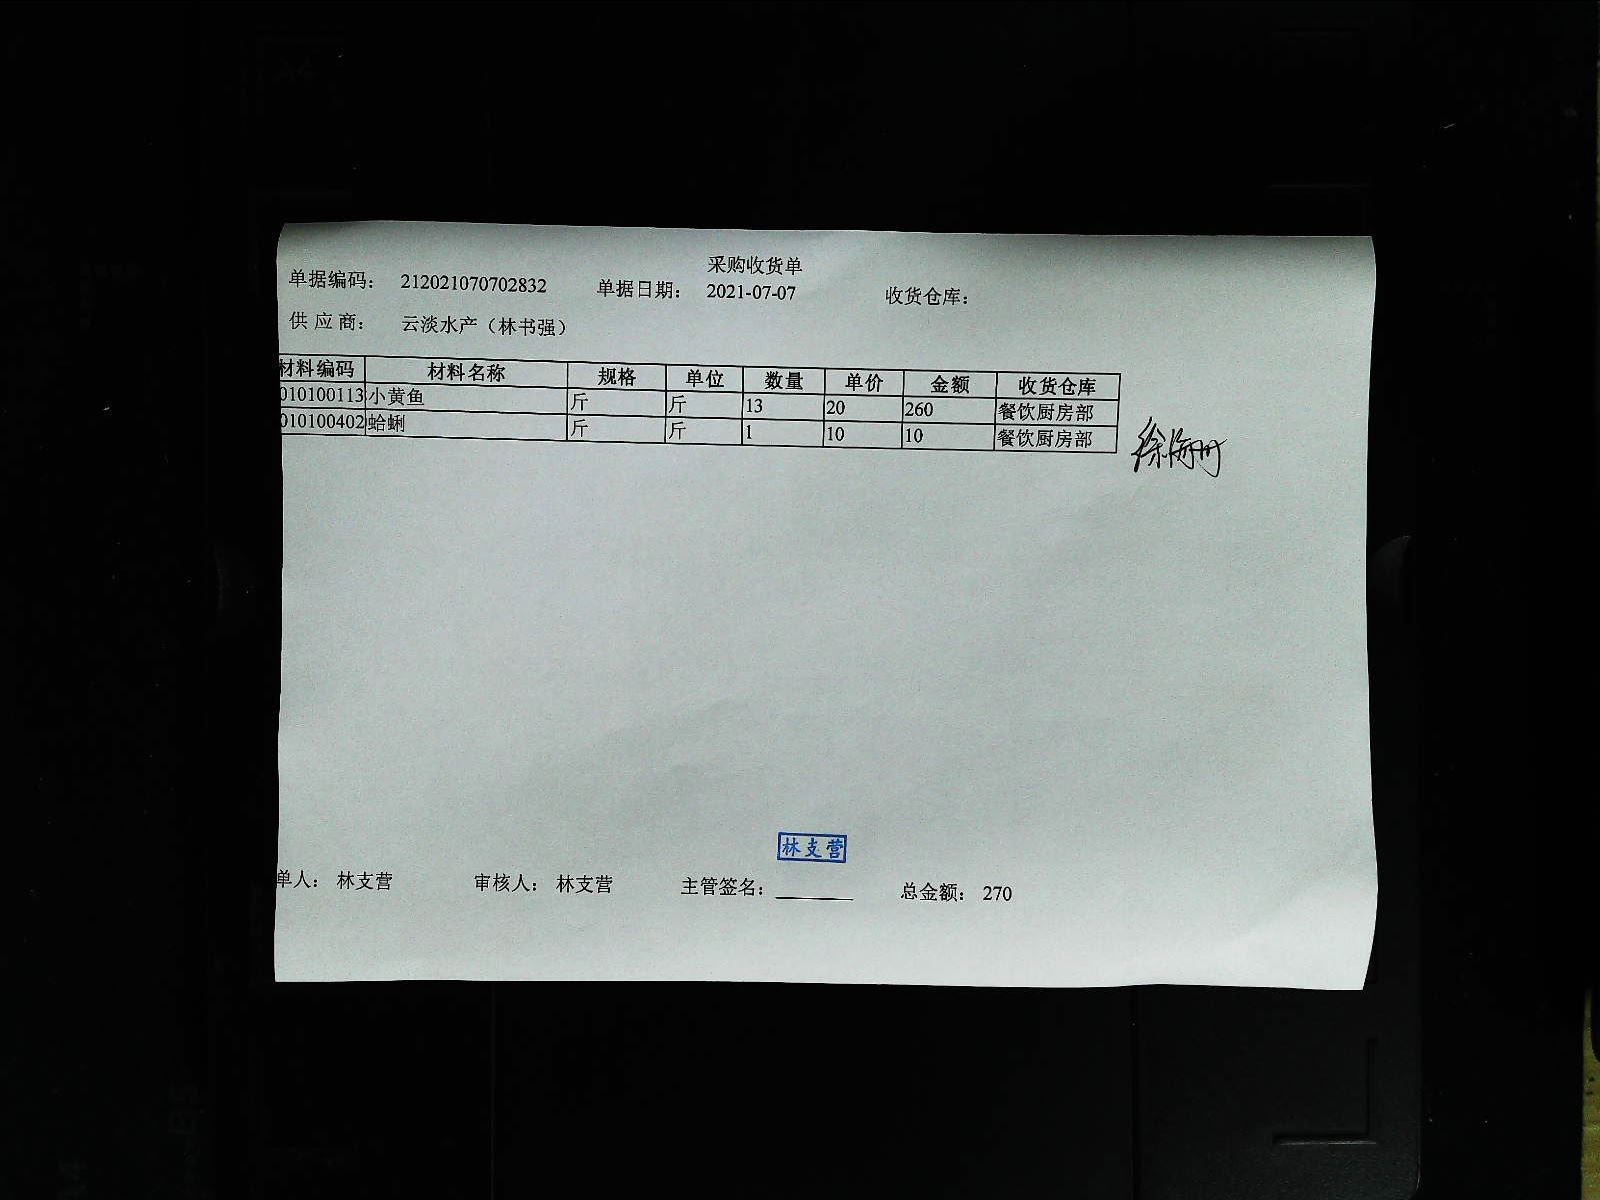 采购收货单
单据编码: 212021070702832 单据日期: 2021-07-07 收货仓库:
供 应 商: 云淡水产（林书强）
材料编码 材料名称 规格 单位 数量 单价 金额 收货仓库
010100113 小黄鱼 斤 斤 13 20 260 餐饮厨房部
010100402 蛤蜊 斤 斤 1 10 10 餐饮厨房部
林支营
单人: 林支营 审核人: 林支营 主管签名: 总金额: 270